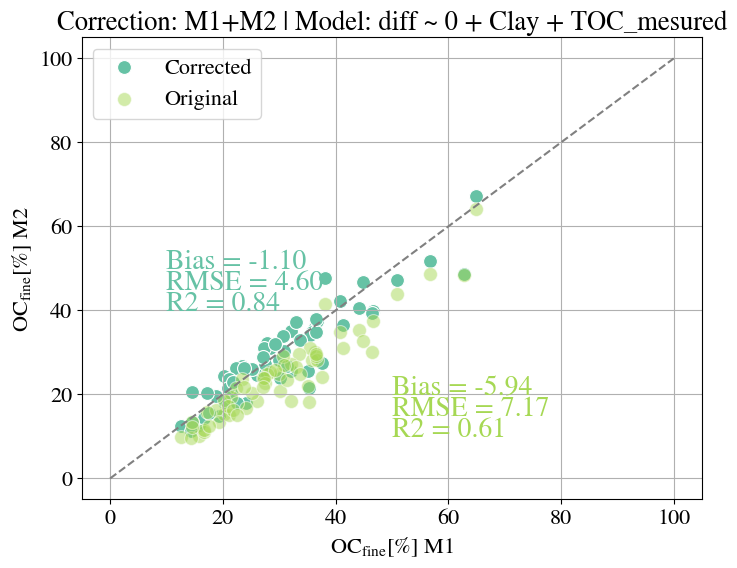 Correction: M1+M2 | Model: diff ~ 0 + Clay + TOC_mesured
Corrected
Original
100
80
60
40
20
0
OCfine[%] M2
Bias = -1.10
RMSE = 4.60
R2 = 0.84
Bias = -5.94
RMSE = 7.17
R2 = 0.61
0 20 40 60 80 100
OCfine[%] M1